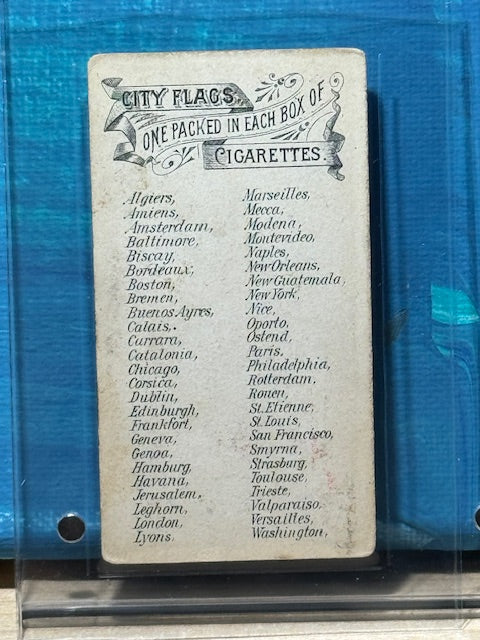 CITY FLAGS,
ONE PACKED IN EACH BOX OF
CIGARETTES.
Algiers,
Amiens,
Amsterdam,
Baltimore,
Biscay,
Bordeaux,
Boston,
Bremen,
Buenos Ayres,
Calais,.
Currara,
Catalonia,
Chicago,
Corsica,
Dublin,
Edinburgh,
Frankfort,
Geneva,
Genoa,
Hamburg,
Havana,
Jerusalem,
Leghorn,
London,
Lyons.
Marseilles,
Mecca,
Modena,
Montevideo,
Naples,
New Orleans,
New Guatemala,
New York,
Nice,
Oporto,
Ostend,
Paris,
Philadelphia,
Rotterdam.
Ronen,
St. Etienne,
St. Louis,
San Francisco,
Smyrna,
Strasburg,
Toulouse,
Trieste,
Valparaiso.
Versailles,
Washington,